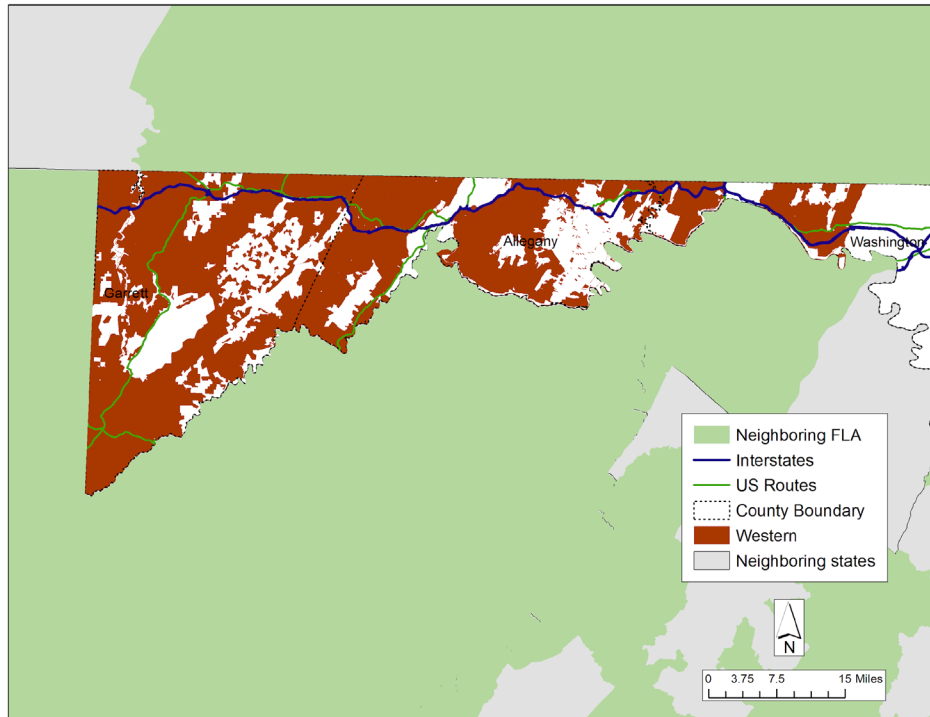 Garrett
Allegany
Washington
Neighboring FLA
Interstates
US Routes
County Boundary
Western
Neighboring states
N
0 3.75 7.5 15 Miles